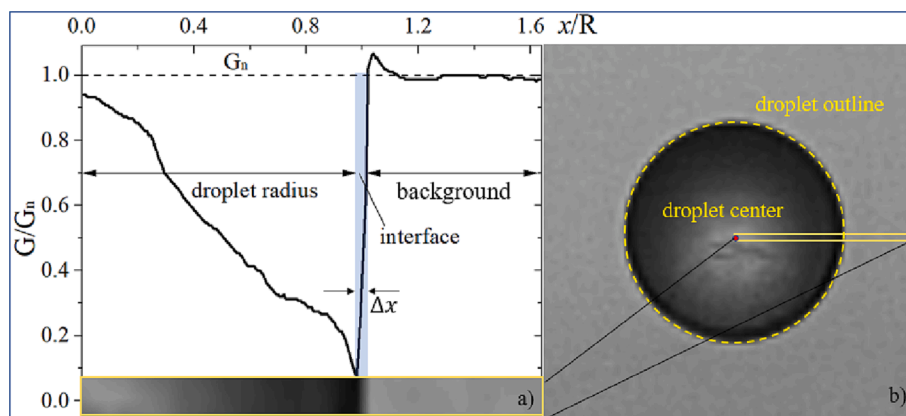 0.0 0.4 0.8 1.2 1.6 x/R
Gₙ
1.0
0.8
droplet radius
background
0.6
interface
0.4
Δx
0.2
0.0
G/Gₙ
a)
droplet outline
droplet center
b)